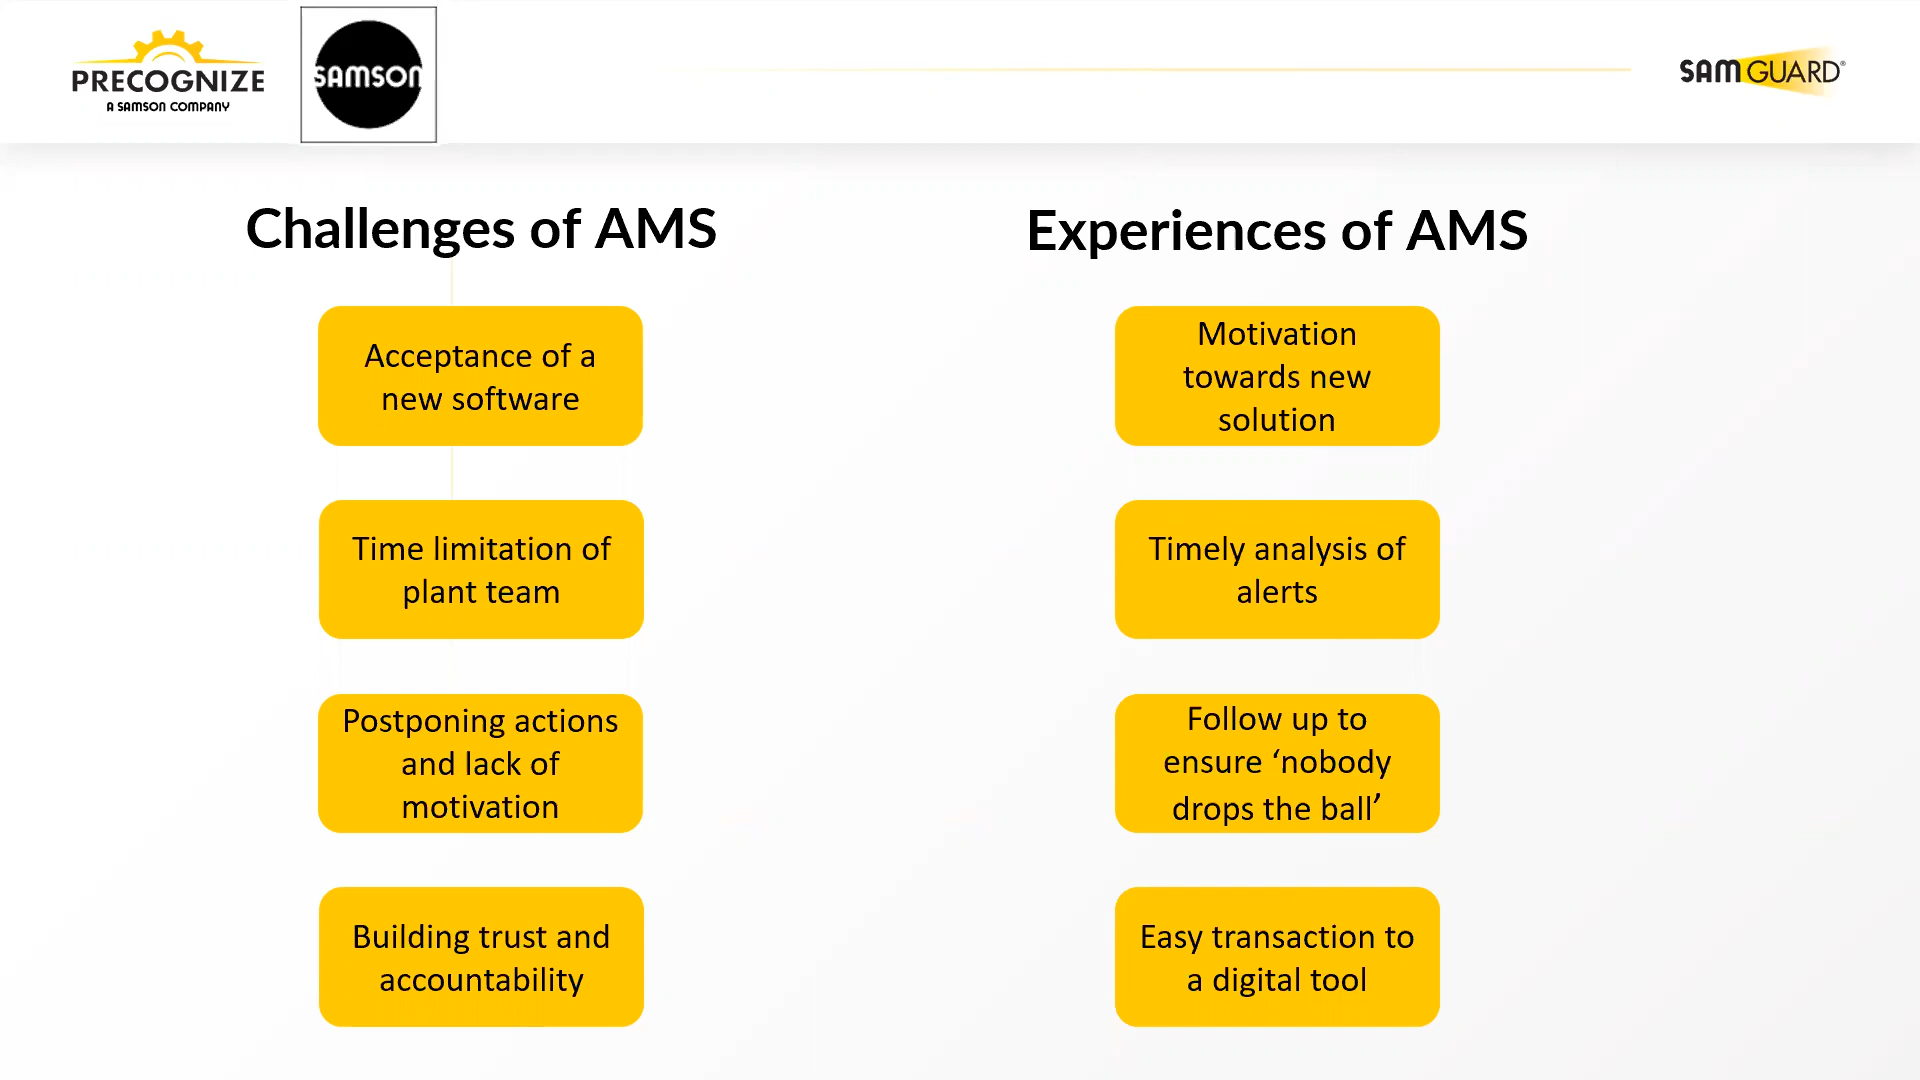 PRECOGNIZE
A SAMSON COMPANY
SAMSON
SAMGUARD®
Challenges of AMS
Acceptance of a
new software
Time limitation of
plant team
Postponing actions
and lack of
motivation
Building trust and
accountability
Experiences of AMS
Motivation
towards new
solution
Timely analysis of
alerts
Follow up to
ensure ‘nobody
drops the ball’
Easy transaction to
a digital tool